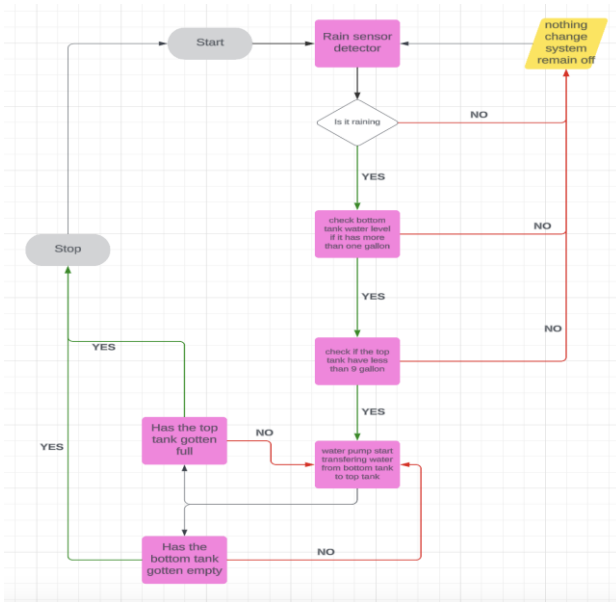 Start
Rain sensor
detector
nothing
change
system
remain off
Is it raining
NO
YES
check bottom
tank water level
if it has more
than one gallon
NO
Stop
YES
NO
check if the top
tank have less
than 9 gallon
YES
YES
Has the top
tank gotten
full
NO
water pump start
transfering water
from bottom tank
to top tank
YES
Has the
bottom tank
gotten empty
NO